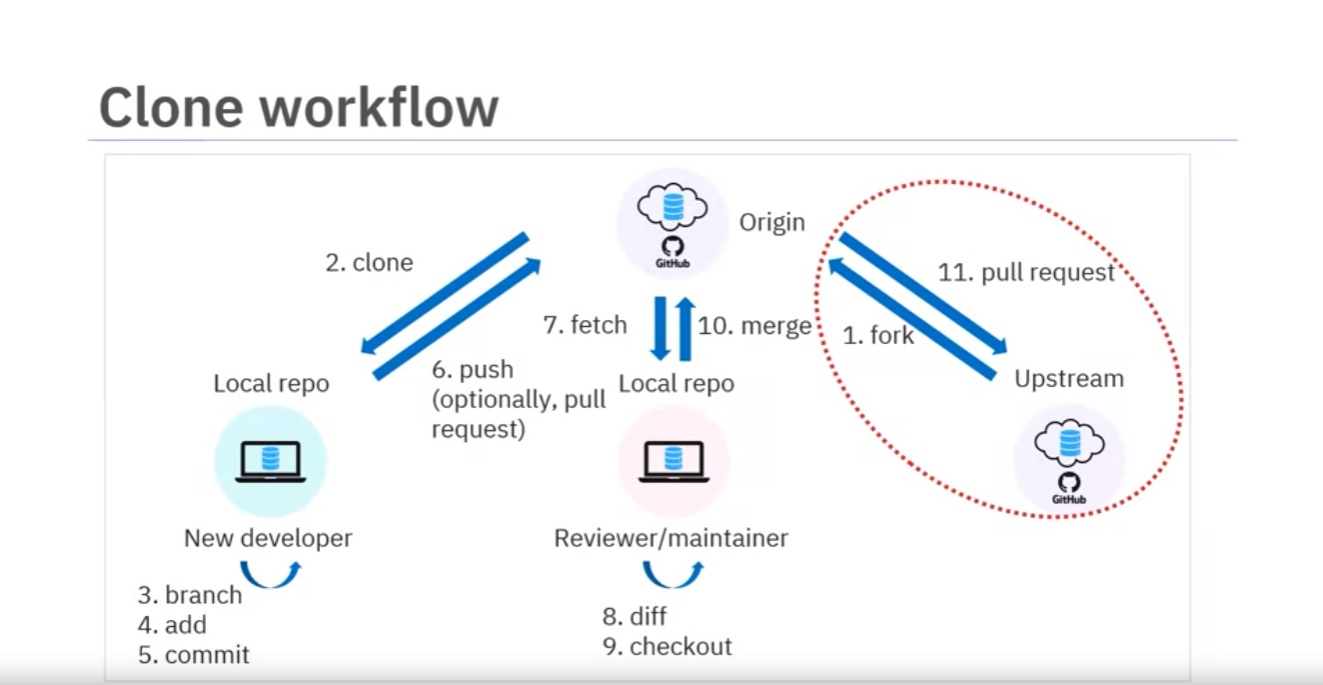 Clone workflow
Origin
GitHub
2. clone
11. pull request
7. fetch
10. merge
1. fork
6. push
(optionally, pull
request)
Local repo
Local repo
Upstream
GitHub
New developer
Reviewer/maintainer
3. branch
4. add
5. commit
8. diff
9. checkout